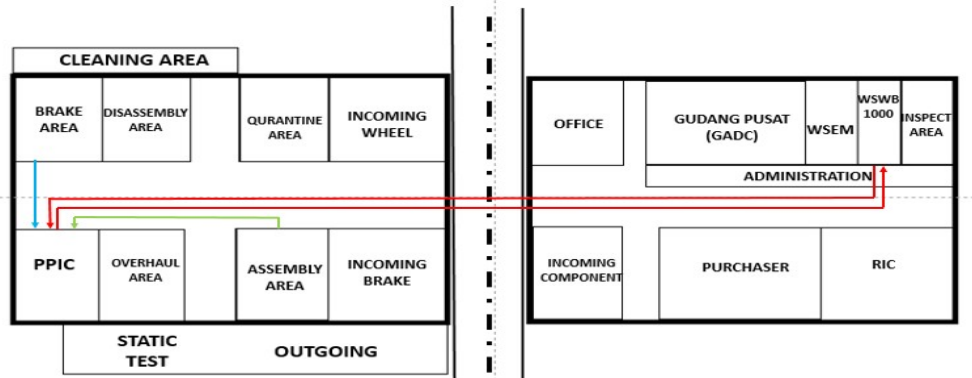 CLEANING AREA
BRAKE
AREA
DISASSEMBLY
AREA
QURANTINE
AREA
INCOMING
WHEEL
PPIC
OVERHAUL
AREA
ASSEMBLY
AREA
INCOMING
BRAKE
STATIC
TEST
OUTGOING
OFFICE
GUDANG PUSAT
(GADC)
WSEM
WSWB
1000
INSPECT
AREA
ADMINISTRATION
INCOMING
COMPONENT
PURCHASER
RIC